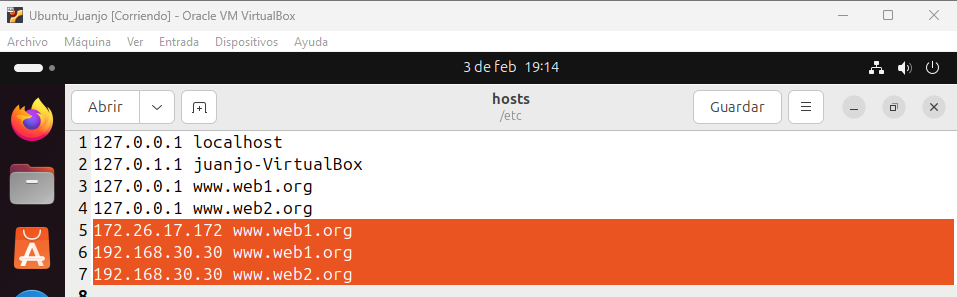 Ubuntu_Juanjo [Corriendo] - Oracle VM VirtualBox
Archivo Máquina Ver Entrada Dispositivos Ayuda
3 de feb 19:14
Abrir
hosts
/etc
Guardar
1 127.0.0.1 localhost
2 127.0.1.1 juanjo-VirtualBox
3 127.0.0.1 www.web1.org
4 127.0.0.1 www.web2.org
5 172.26.17.172 www.web1.org
6 192.168.30.30 www.web1.org
7 192.168.30.30 www.web2.org
8